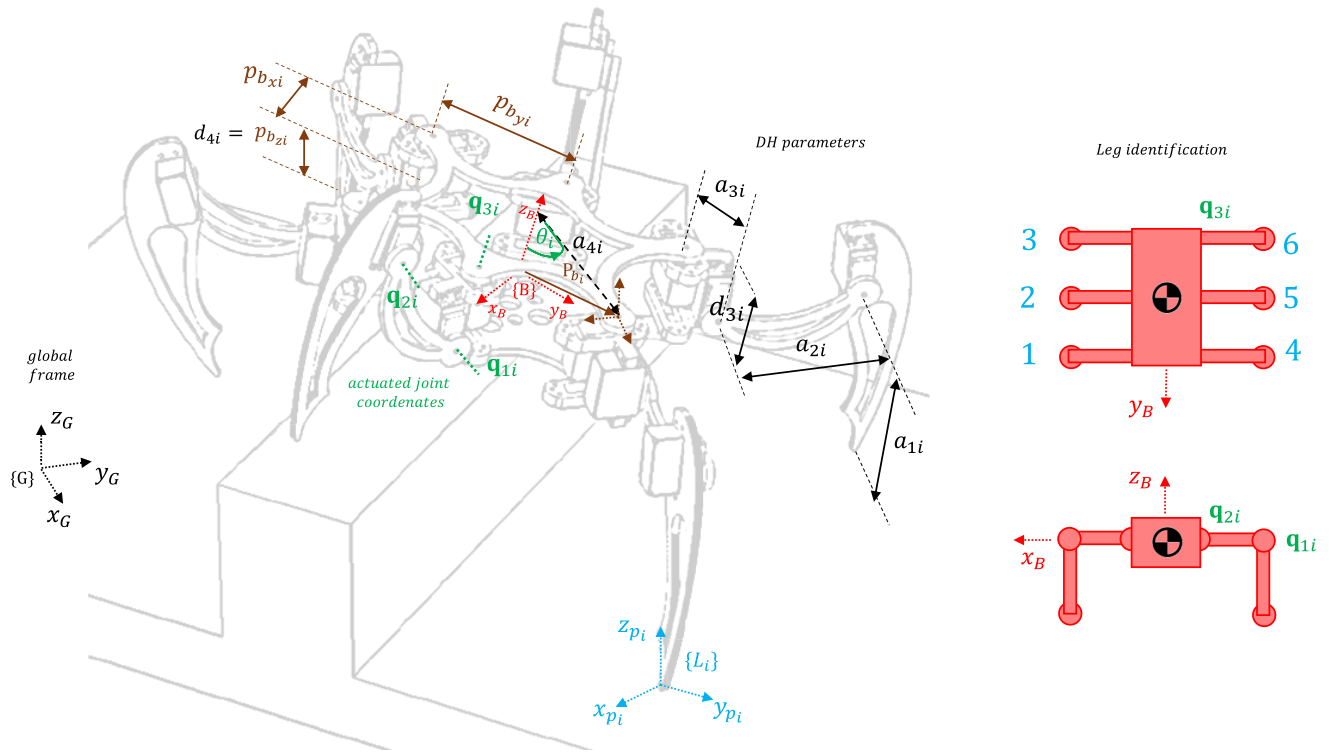 p_{b_{xi}}
p_{b_{yi}}
d_{4i} = p_{b_{zi}}
DH parameters
Leg identification
a_{3i}
𝐪_{3i}
𝐪_{3i}
z_B
θ_i
a_{4i}
P_{b_i}
3
6
𝐪_{2i}
{B}
x_B
y_B
d_{3i}
2
5
a_{2i}
1
4
global
frame
𝐪_{1i}
actuated joint
coordenates
y_B
z_G
{G}
y_G
x_G
a_{1i}
z_B
𝐪_{2i}
𝐪_{1i}
x_B
z_{p_i}
{L_i}
x_{p_i}
y_{p_i}